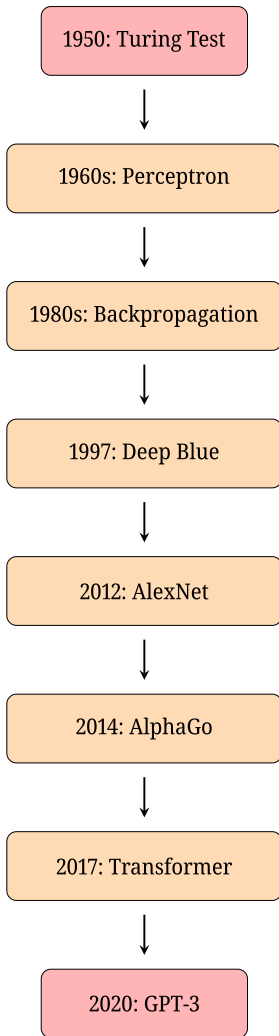 1950: Turing Test
1960s: Perceptron
1980s: Backpropagation
1997: Deep Blue
2012: AlexNet
2014: AlphaGo
2017: Transformer
2020: GPT-3